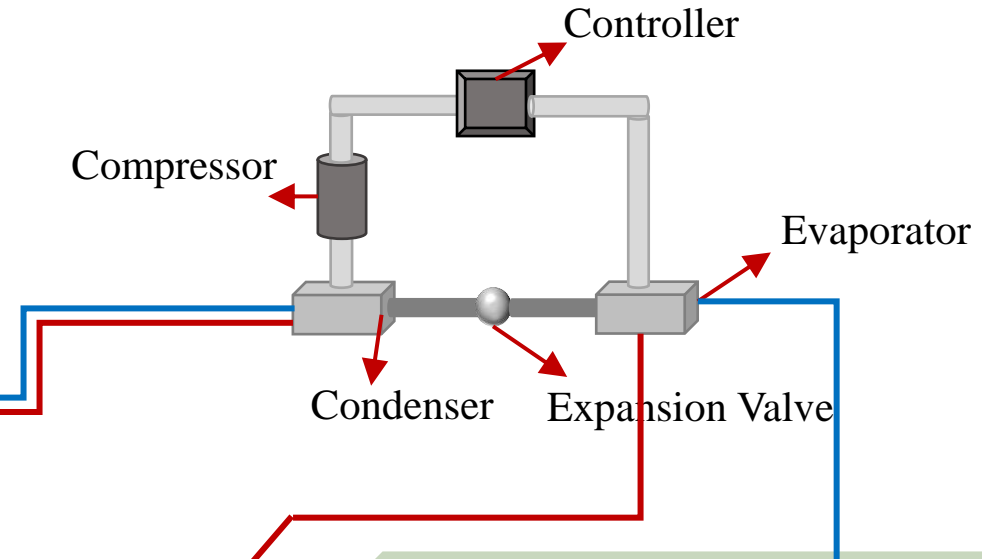 Controller
Compressor
Evaporator
Condenser
Expansion Valve